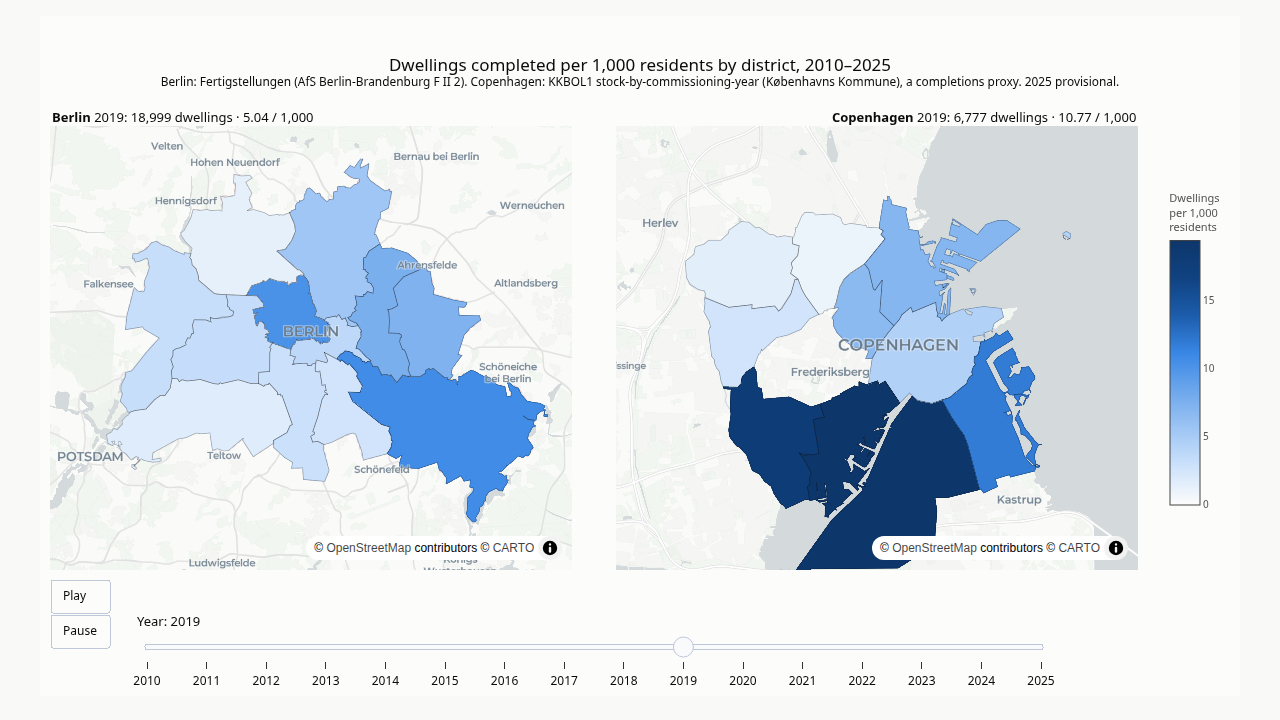 Dwellings completed per 1,000 residents by district, 2010–2025
Berlin: Fertigstellungen (AfS Berlin-Brandenburg F II 2). Copenhagen: KKBOL1 stock-by-commissioning-year (Københavns Kommune), a completions proxy. 2025 provisional.
Berlin 2019: 18,999 dwellings · 5.04 / 1,000
Copenhagen 2019: 6,777 dwellings · 10.77 / 1,000
Velten
Hohen Neuendorf
Bernau bei Berlin
Hennigsdorf
Werneuchen
Ahrensfelde
Falkensee
Altlandsberg
BERLIN
Schöneiche
bei Berlin
POTSDAM
Teltow
Schönefeld
Ludwigsfelde
© OpenStreetMap contributors © CARTO
Herlev
COPENHAGEN
Frederiksberg
Kastrup
© OpenStreetMap contributors © CARTO
Dwellings
per 1,000
residents
15
10
5
0
Play
Pause
Year: 2019
2010 2011 2012 2013 2014 2015 2016 2017 2018 2019 2020 2021 2022 2023 2024 2025